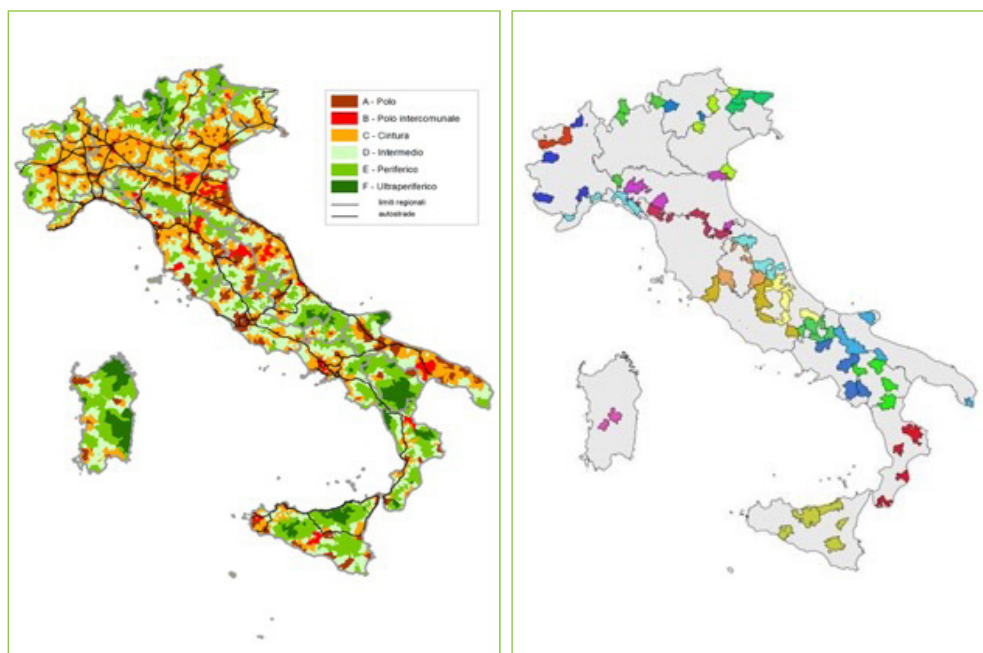 A - Polo
B - Polo intercomunale
C - Cintura
D - Intermedio
E - Periferico
F - Ultraperiferico
limiti regionali
autostrade